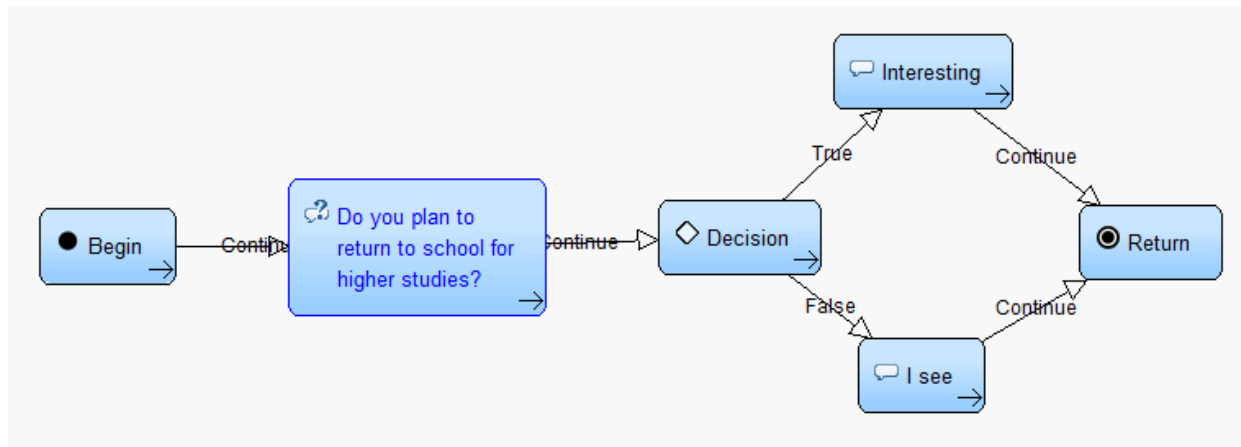 Begin
Continue
Do you plan to
return to school for
higher studies?
Continue
Decision
True
Interesting
Continue
False
I see
Continue
Return